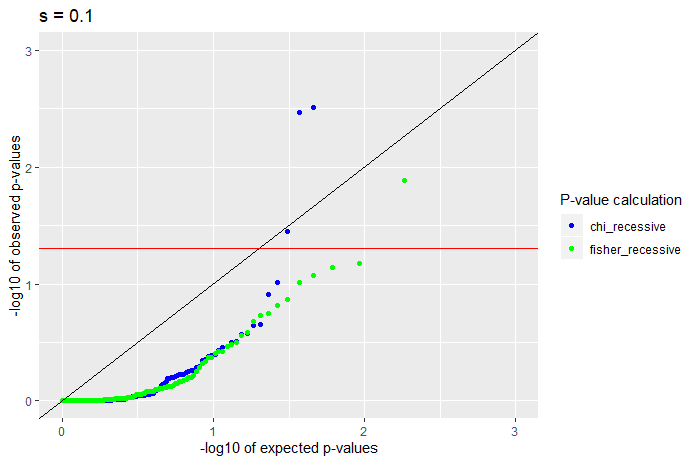 s = 0.1
-log10 of observed p-values
3
2
1
0
0 1 2 3
-log10 of expected p-values
P-value calculation
chi_recessive
fisher_recessive